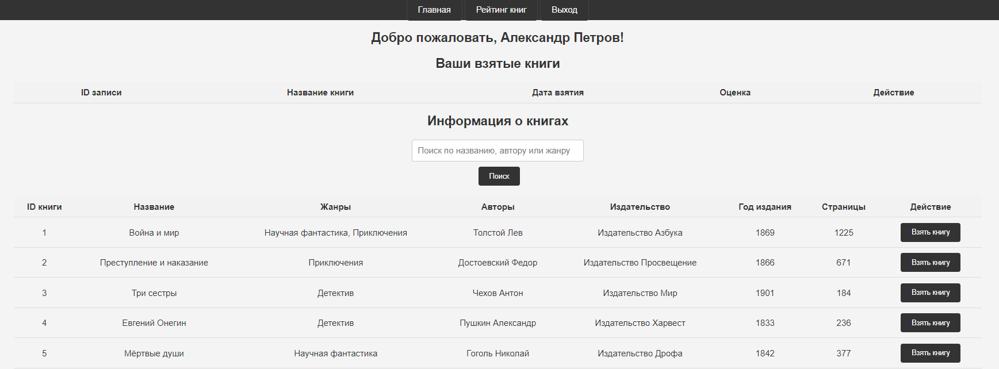 Главная Рейтинг книг Выход
Добро пожаловать, Александр Петров!
Ваши взятые книги
ID записи Название книги Дата взятия Оценка Действие
Информация о книгах
Поиск по названию, автору или жанру
Поиск
ID книги Название Жанры Авторы Издательство Год издания Страницы Действие
1 Война и мир Научная фантастика, Приключения Толстой Лев Издательство Азбука 1869 1225 Взять книгу
2 Преступление и наказание Приключения Достоевский Федор Издательство Просвещение 1866 671 Взять книгу
3 Три сестры Детектив Чехов Антон Издательство Мир 1901 184 Взять книгу
4 Евгений Онегин Детектив Пушкин Александр Издательство Харвест 1833 236 Взять книгу
5 Мёртвые души Научная фантастика Гоголь Николай Издательство Дрофа 1842 377 Взять книгу